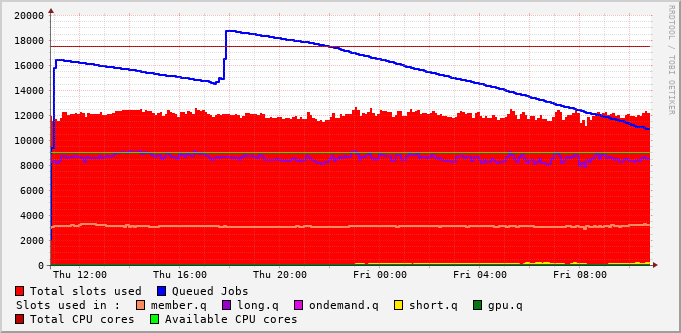 RRDTOOL / TOBI OETIKER
20000
18000
16000
14000
12000
10000
8000
6000
4000
2000
0
Thu 12:00 Thu 16:00 Thu 20:00 Fri 00:00 Fri 04:00 Fri 08:00
Total slots used Queued Jobs
Slots used in : member.q long.q ondemand.q short.q gpu.q
Total CPU cores Available CPU cores